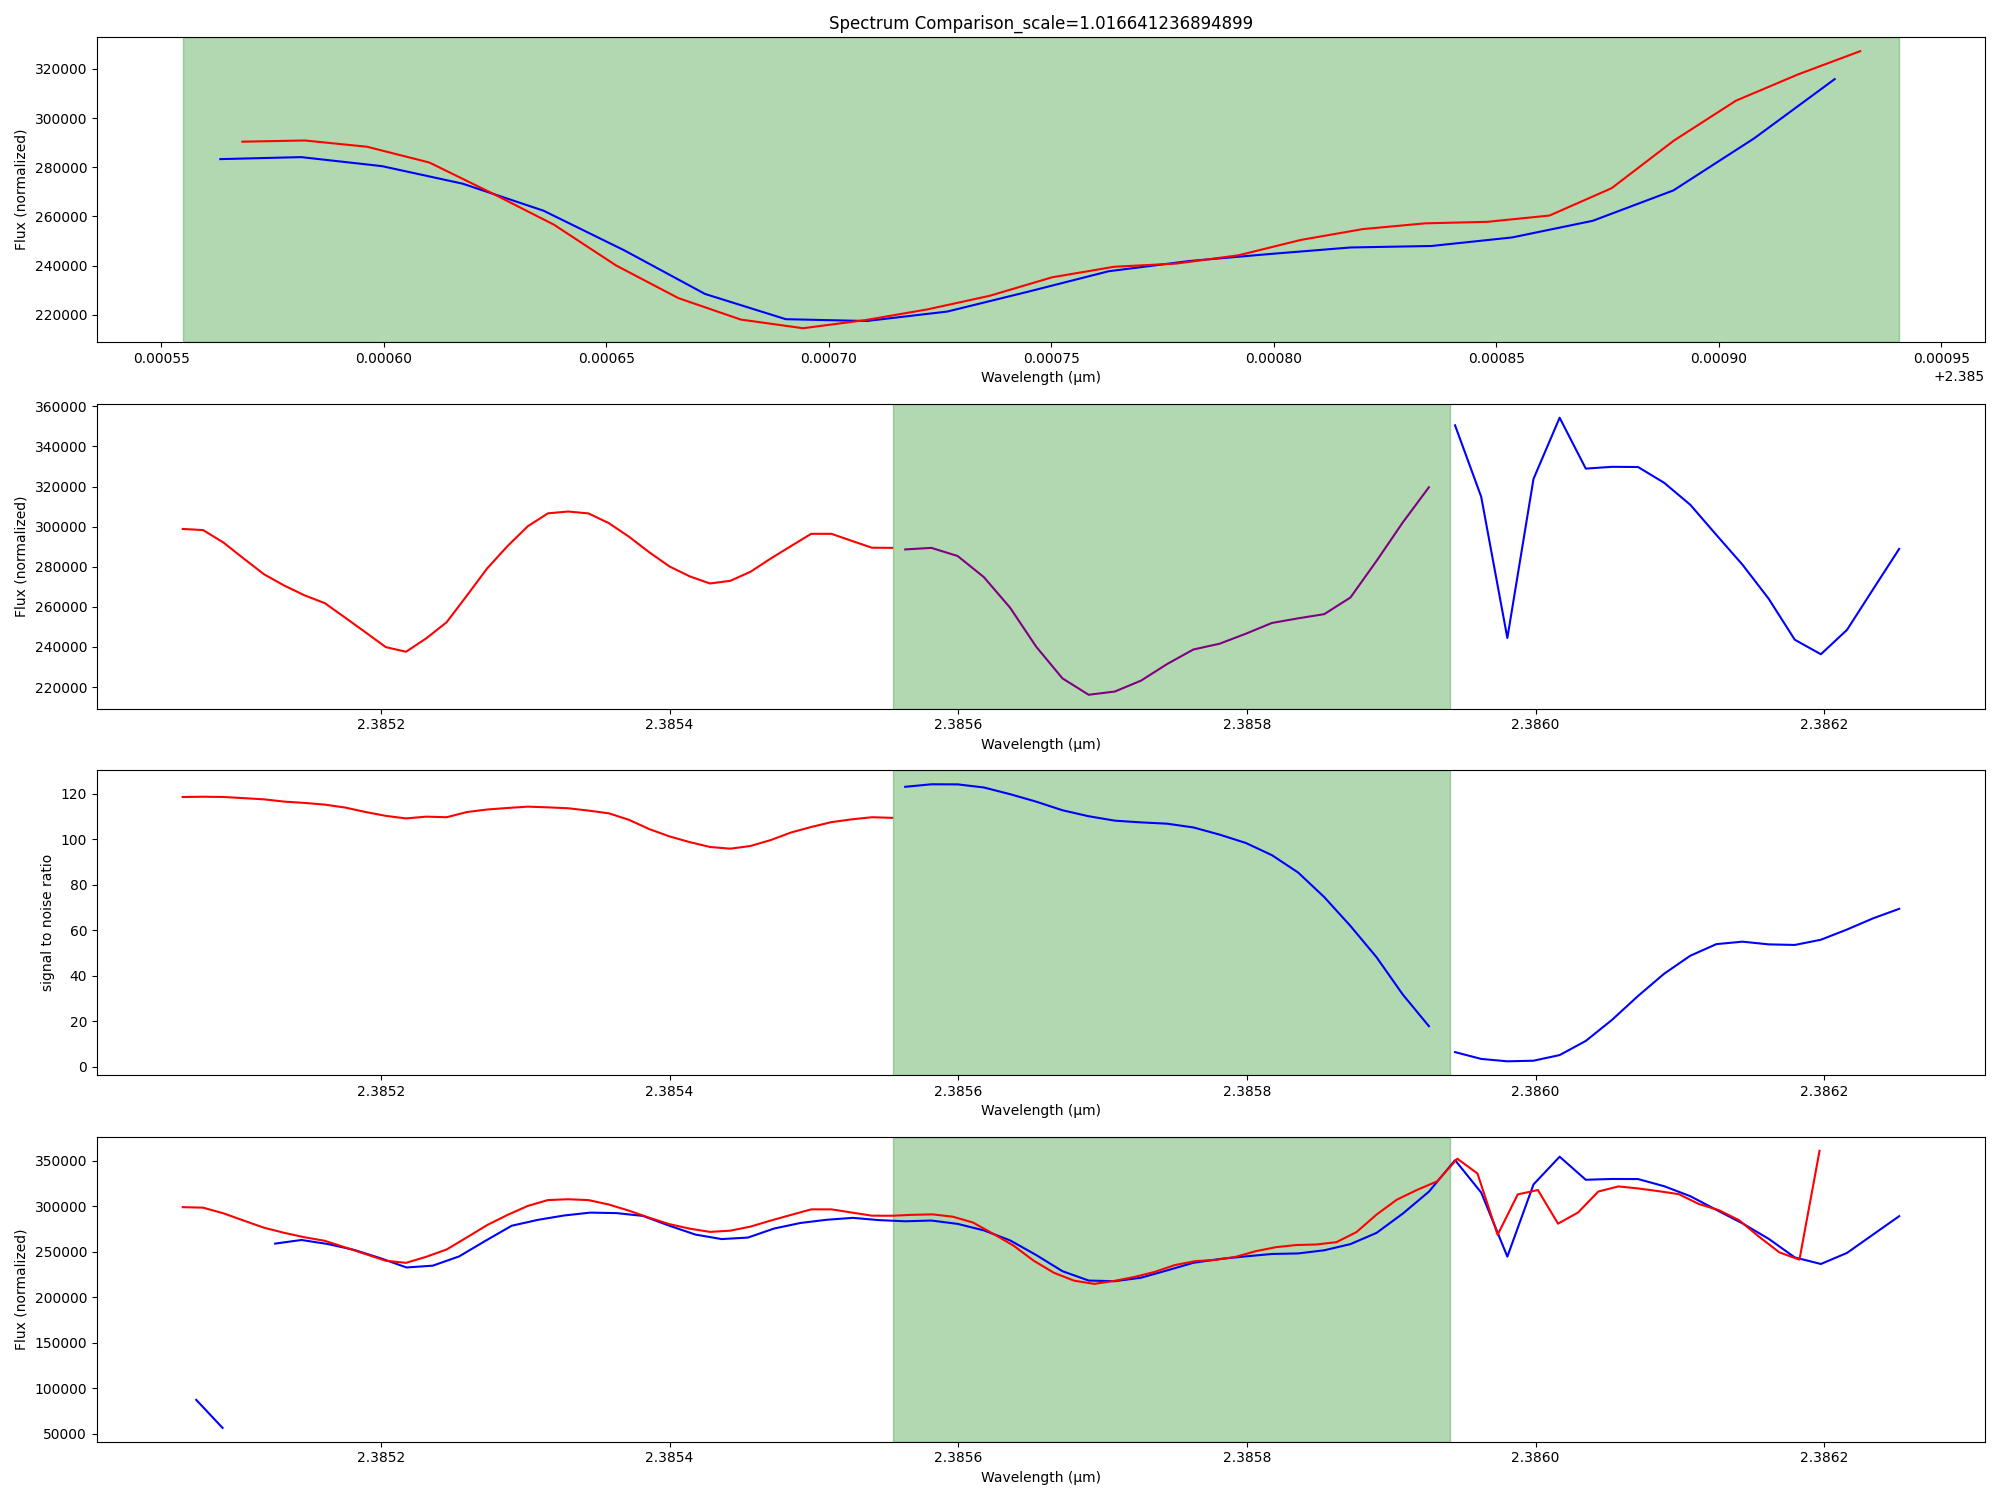 Spectrum Comparison_scale=1.016641236894899
320000
300000
280000
260000
240000
220000
Flux (normalized)
0.00055 0.00060 0.00065 0.00070 0.00075 0.00080 0.00085 0.00090 0.00095
Wavelength (μm)
+2.385
360000
340000
320000
300000
280000
260000
240000
220000
Flux (normalized)
2.3852 2.3854 2.3856 2.3858 2.3860 2.3862
Wavelength (μm)
120
100
80
60
40
20
0
signal to noise ratio
2.3852 2.3854 2.3856 2.3858 2.3860 2.3862
Wavelength (μm)
350000
300000
250000
200000
150000
100000
50000
Flux (normalized)
2.3852 2.3854 2.3856 2.3858 2.3860 2.3862
Wavelength (μm)